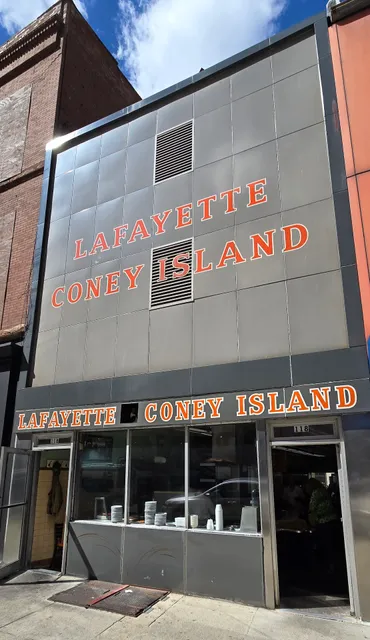 LAFAYETTE
CONEY ISLAND
LAFAYETTE CONEY ISLAND
118